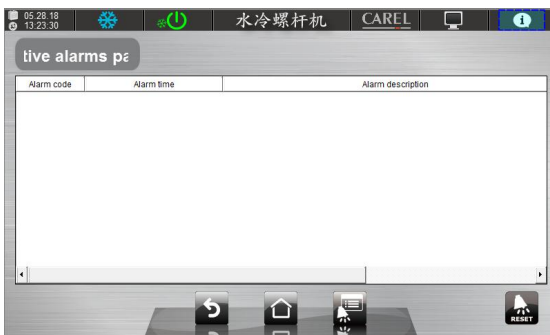 05.28.18
13:23:30
水冷螺杆机
CAREL
tive alarms pa
Alarm code
Alarm time
Alarm description
RESET